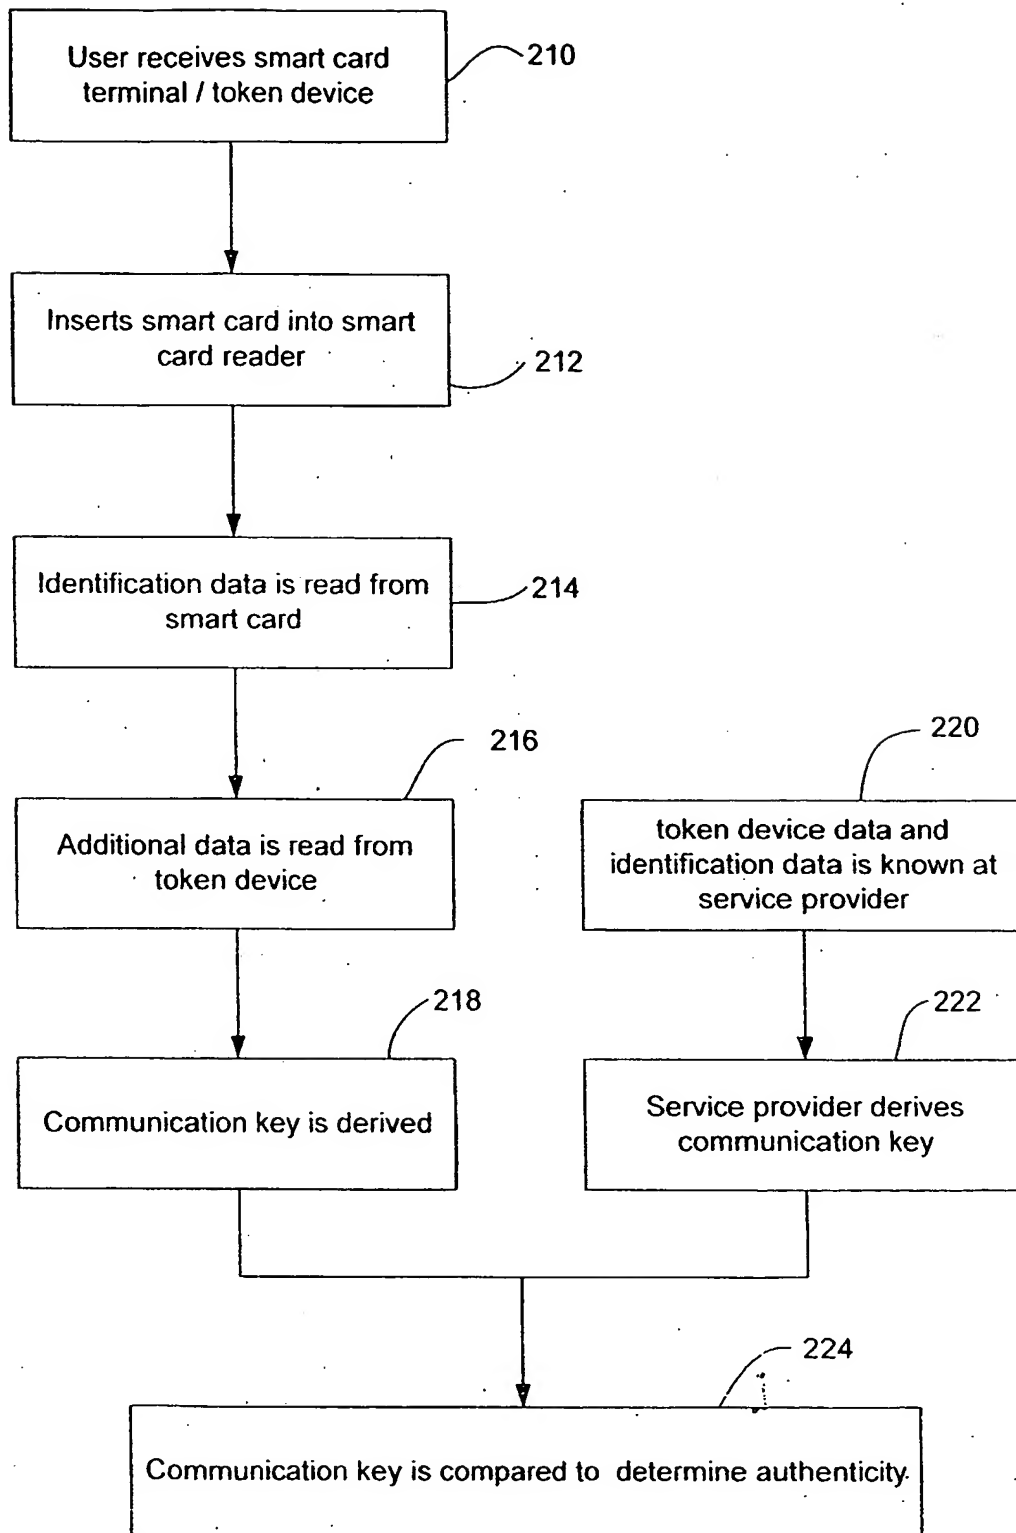 User receives smart card
terminal / token device
210
Inserts smart card into smart
card reader
212
Identification data is read from
smart card
214
216
Additional data is read from
token device
220
token device data and
identification data is known at
service provider
218
Communication key is derived
222
Service provider derives
communication key
224
Communication key is compared to determine authenticity